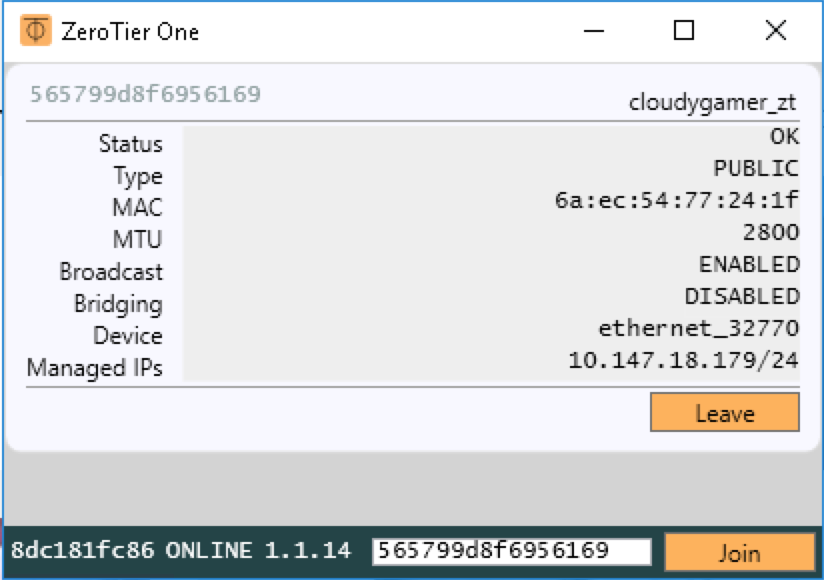 ZeroTier One
565799d8f6956169
cloudygamer_zt
Status OK
Type PUBLIC
MAC 6a:ec:54:77:24:1f
MTU 2800
Broadcast ENABLED
Bridging DISABLED
Device ethernet_32770
Managed IPs 10.147.18.179/24
Leave
8dc181fc86 ONLINE 1.1.14 565799d8f6956169 Join